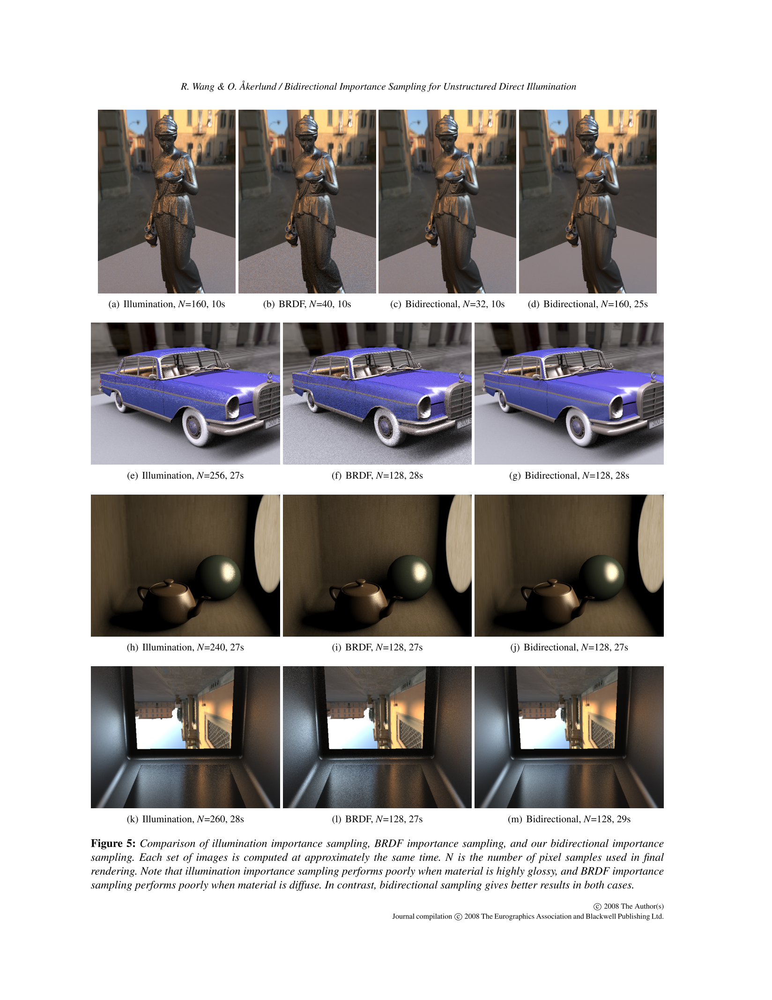 R. Wang & O. Åkerlund / Bidirectional Importance Sampling for Unstructured Direct Illumination
(a) Illumination, N=160, 10s
(b) BRDF, N=40, 10s
(c) Bidirectional, N=32, 10s
(d) Bidirectional, N=160, 25s
300 S
300 S
300 S
(e) Illumination, N=256, 27s
(f) BRDF, N=128, 28s
(g) Bidirectional, N=128, 28s
(h) Illumination, N=240, 27s
(i) BRDF, N=128, 27s
(j) Bidirectional, N=128, 27s
(k) Illumination, N=260, 28s
(l) BRDF, N=128, 27s
(m) Bidirectional, N=128, 29s
Figure 5: Comparison of illumination importance sampling, BRDF importance sampling, and our bidirectional importance
sampling. Each set of images is computed at approximately the same time. N is the number of pixel samples used in final
rendering. Note that illumination importance sampling performs poorly when material is highly glossy, and BRDF importance
sampling performs poorly when material is diffuse. In contrast, bidirectional sampling gives better results in both cases.
© 2008 The Author(s)
Journal compilation © 2008 The Eurographics Association and Blackwell Publishing Ltd.